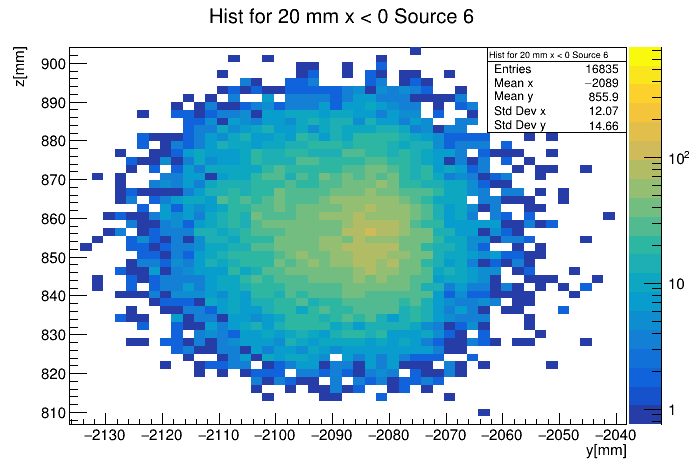 Hist for 20 mm x < 0 Source 6
z[mm]
Hist for 20 mm x < 0 Source 6
Entries 16835
Mean x −2089
Mean y 855.9
Std Dev x 12.07
Std Dev y 14.66
900
890
880
870
860
850
840
830
820
810
10²
10
1
−2130 −2120 −2110 −2100 −2090 −2080 −2070 −2060 −2050 −2040
y[mm]